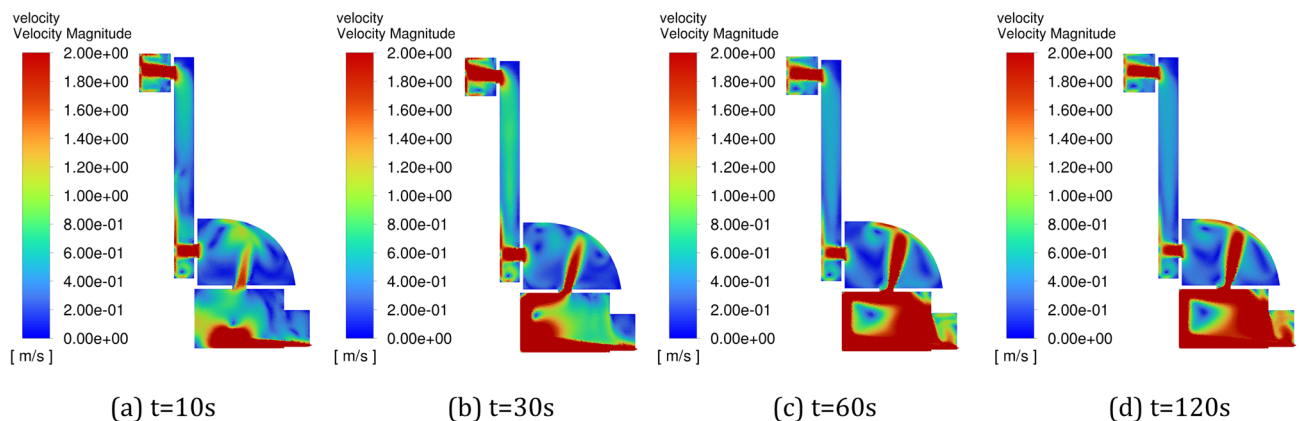 velocity
Velocity Magnitude
2.00e+00
1.80e+00
1.60e+00
1.40e+00
1.20e+00
1.00e+00
8.00e-01
6.00e-01
4.00e-01
2.00e-01
0.00e+00
[ m/s ]
(a) t=10s
velocity
Velocity Magnitude
2.00e+00
1.80e+00
1.60e+00
1.40e+00
1.20e+00
1.00e+00
8.00e-01
6.00e-01
4.00e-01
2.00e-01
0.00e+00
[ m/s ]
(b) t=30s
velocity
Velocity Magnitude
2.00e+00
1.80e+00
1.60e+00
1.40e+00
1.20e+00
1.00e+00
8.00e-01
6.00e-01
4.00e-01
2.00e-01
0.00e+00
[ m/s ]
(c) t=60s
velocity
Velocity Magnitude
2.00e+00
1.80e+00
1.60e+00
1.40e+00
1.20e+00
1.00e+00
8.00e-01
6.00e-01
4.00e-01
2.00e-01
0.00e+00
[ m/s ]
(d) t=120s